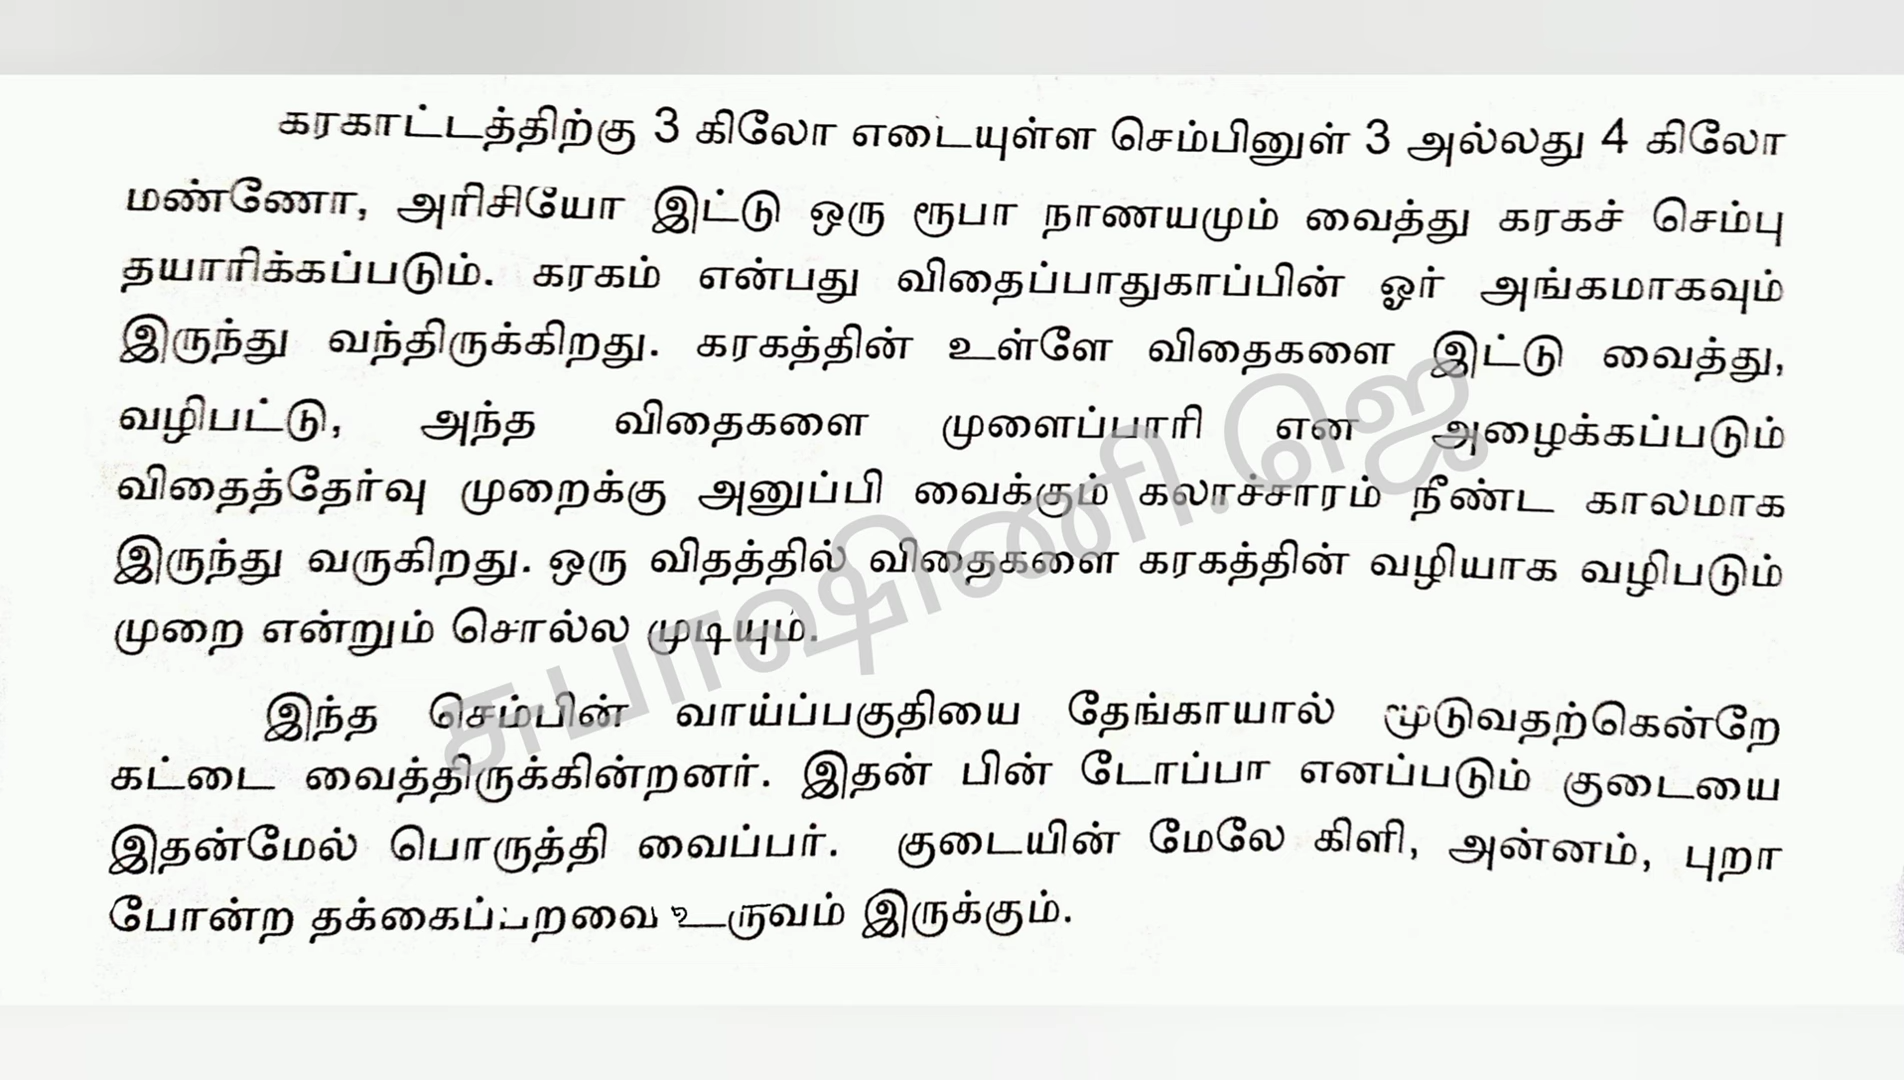 கரகாட்டத்திற்கு 3 கிலோ எடையுள்ள செம்பினுள் 3 அல்லது 4 கிலோ
மண்ணோ, அரிசியோ இட்டு ஒரு ரூபா நாணயமும் வைத்து கரகச் செம்பு
தயாரிக்கப்படும். கரகம் என்பது விதைப்பாதுகாப்பின் ஓர் அங்கமாகவும்
இருந்து வந்திருக்கிறது. கரகத்தின் உள்ளே விதைகளை இட்டு வைத்து,
வழிபட்டு, அந்த விதைகளை முளைப்பாரி என அழைக்கப்படும்
விதைத்தேர்வு முறைக்கு அனுப்பி வைக்கும் கலாச்சாரம் நீண்ட காலமாக
இருந்து வருகிறது. ஒரு விதத்தில் விதைகளை கரகத்தின் வழியாக வழிபடும்
முறை என்றும் சொல்ல முடியும்.
இந்த செம்பின் வாய்ப்பகுதியை தேங்காயால் மூடுவதற்கென்றே
கட்டை வைத்திருக்கின்றனர். இதன் பின் டோப்பா எனப்படும் குடையை
இதன்மேல் பொருத்தி வைப்பர். குடையின் மேலே கிளி, அன்னம், புறா
போன்ற தக்கைப்பறவை உருவம் இருக்கும்.
சுபாஷினி.ஜெ